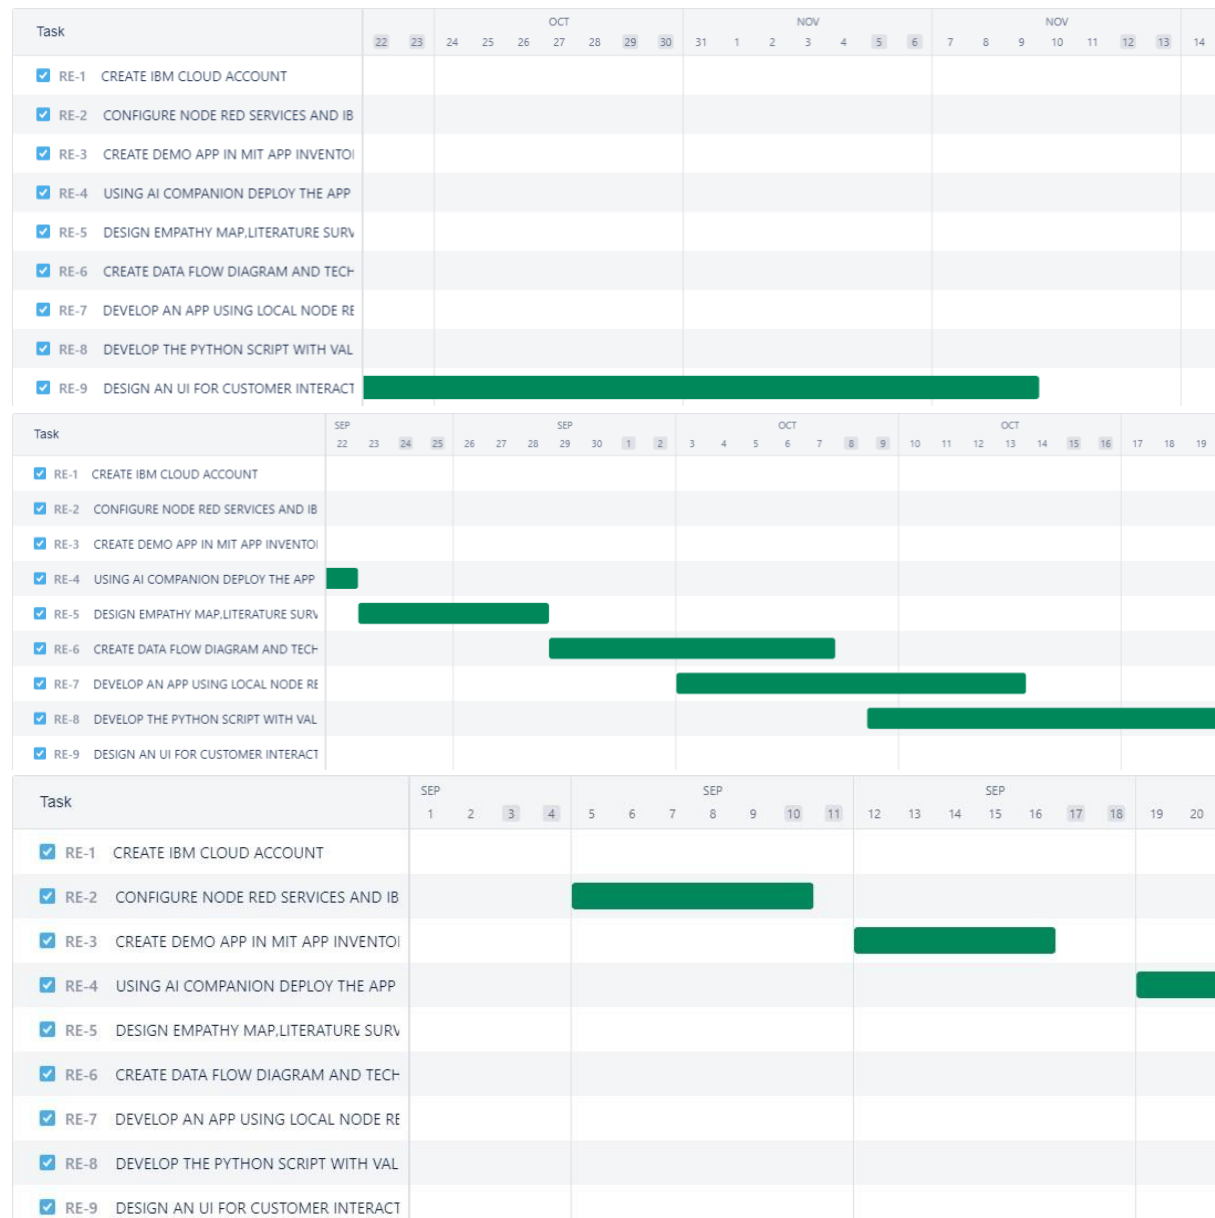 Task
OCT NOV NOV
22 23 24 25 26 27 28 29 30 31 1 2 3 4 5 6 7 8 9 10 11 12 13 14
RE-1 CREATE IBM CLOUD ACCOUNT
RE-2 CONFIGURE NODE RED SERVICES AND IB
RE-3 CREATE DEMO APP IN MIT APP INVENTO
RE-4 USING AI COMPANION DEPLOY THE APP
RE-5 DESIGN EMPATHY MAP,LITERATURE SURV
RE-6 CREATE DATA FLOW DIAGRAM AND TECH
RE-7 DEVELOP AN APP USING LOCAL NODE RE
RE-8 DEVELOP THE PYTHON SCRIPT WITH VAL
RE-9 DESIGN AN UI FOR CUSTOMER INTERACT
Task
SEP SEP OCT OCT
22 23 24 25 26 27 28 29 30 1 2 3 4 5 6 7 8 9 10 11 12 13 14 15 16 17 18 19
RE-1 CREATE IBM CLOUD ACCOUNT
RE-2 CONFIGURE NODE RED SERVICES AND IB
RE-3 CREATE DEMO APP IN MIT APP INVENTO
RE-4 USING AI COMPANION DEPLOY THE APP
RE-5 DESIGN EMPATHY MAP,LITERATURE SURV
RE-6 CREATE DATA FLOW DIAGRAM AND TECH
RE-7 DEVELOP AN APP USING LOCAL NODE RE
RE-8 DEVELOP THE PYTHON SCRIPT WITH VAL
RE-9 DESIGN AN UI FOR CUSTOMER INTERACT
Task
SEP SEP SEP
1 2 3 4 5 6 7 8 9 10 11 12 13 14 15 16 17 18 19 20
RE-1 CREATE IBM CLOUD ACCOUNT
RE-2 CONFIGURE NODE RED SERVICES AND IB
RE-3 CREATE DEMO APP IN MIT APP INVENTO
RE-4 USING AI COMPANION DEPLOY THE APP
RE-5 DESIGN EMPATHY MAP,LITERATURE SURV
RE-6 CREATE DATA FLOW DIAGRAM AND TECH
RE-7 DEVELOP AN APP USING LOCAL NODE RE
RE-8 DEVELOP THE PYTHON SCRIPT WITH VAL
RE-9 DESIGN AN UI FOR CUSTOMER INTERACT